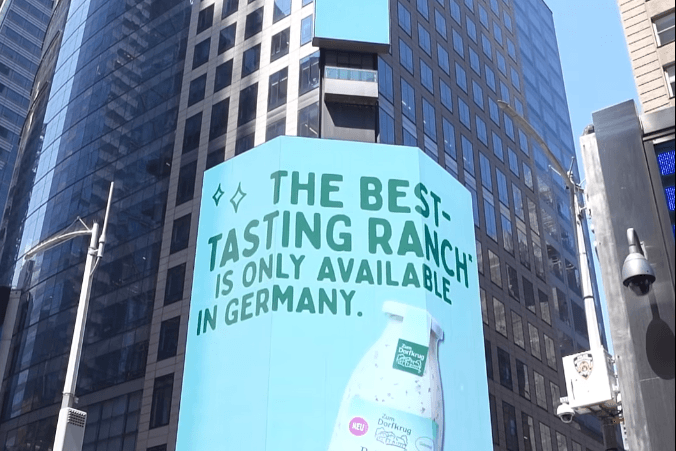 THE BEST-
TASTING RANCH*
IS ONLY AVAILABLE
IN GERMANY.
Zum
Dorfkrug
NEU
Zum
Dorfkrug